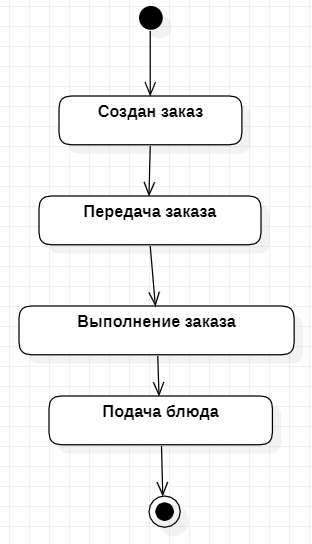 Создан заказ
Передача заказа
Выполнение заказа
Подача блюда